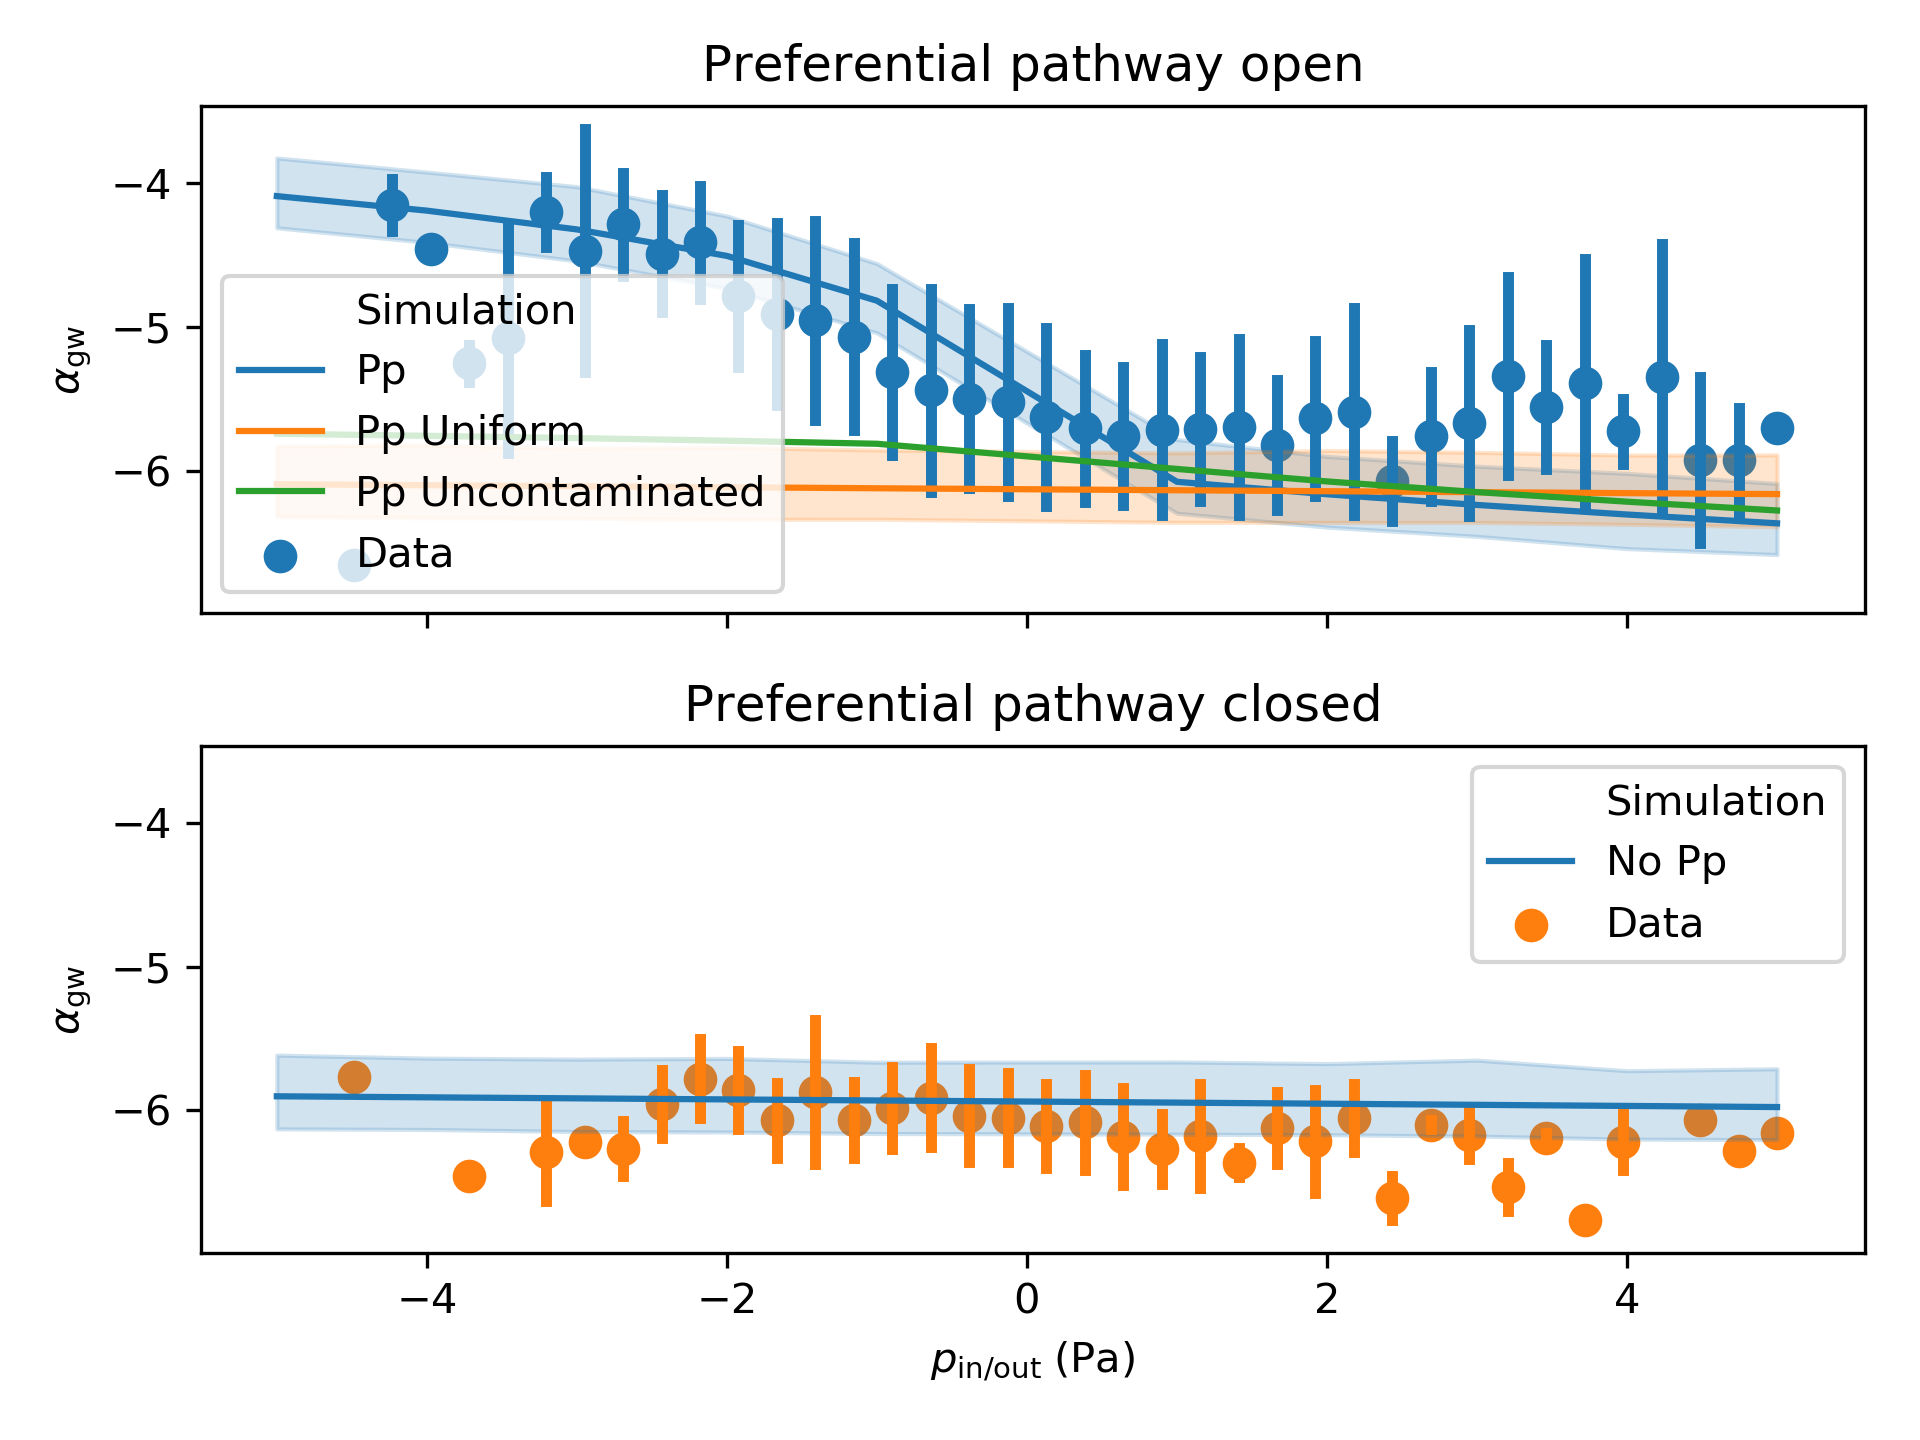 Preferential pathway open
−4
−5
−6
α_gw
Simulation
Pp
Pp Uniform
Pp Uncontaminated
Data
Preferential pathway closed
−4
−5
−6
α_gw
Simulation
No Pp
Data
−4 −2 0 2 4
p_in/out (Pa)